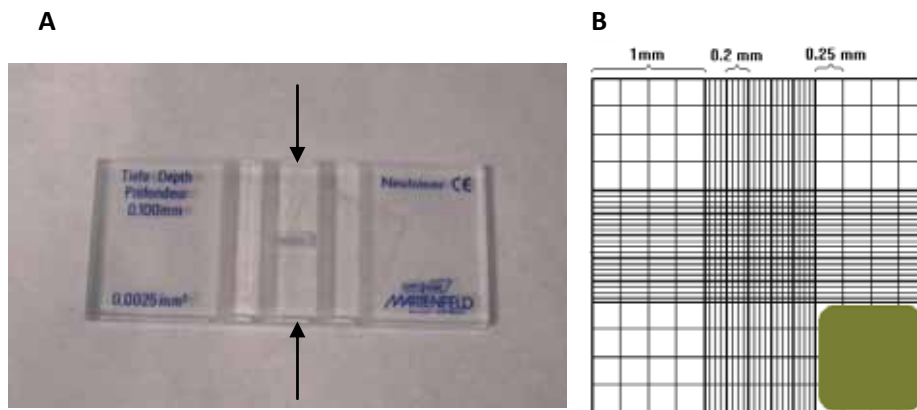 A
B
1mm
0.2 mm
0.25 mm
Tiefe Depth
Profondeur
0.100mm
Neubauer CE
0.0025mm²
MARIENFELD